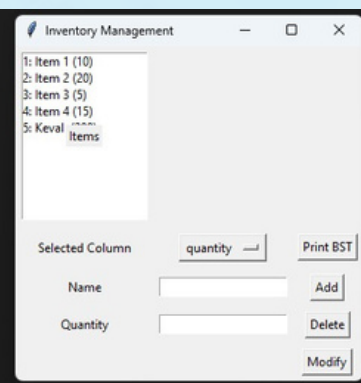 Inventory Management
1: Item 1 (10)
2: Item 2 (20)
3: Item 3 (5)
4: Item 4 (15)
5: Keval
Items
Selected Column quantity Print BST
Name Add
Quantity Delete
Modify